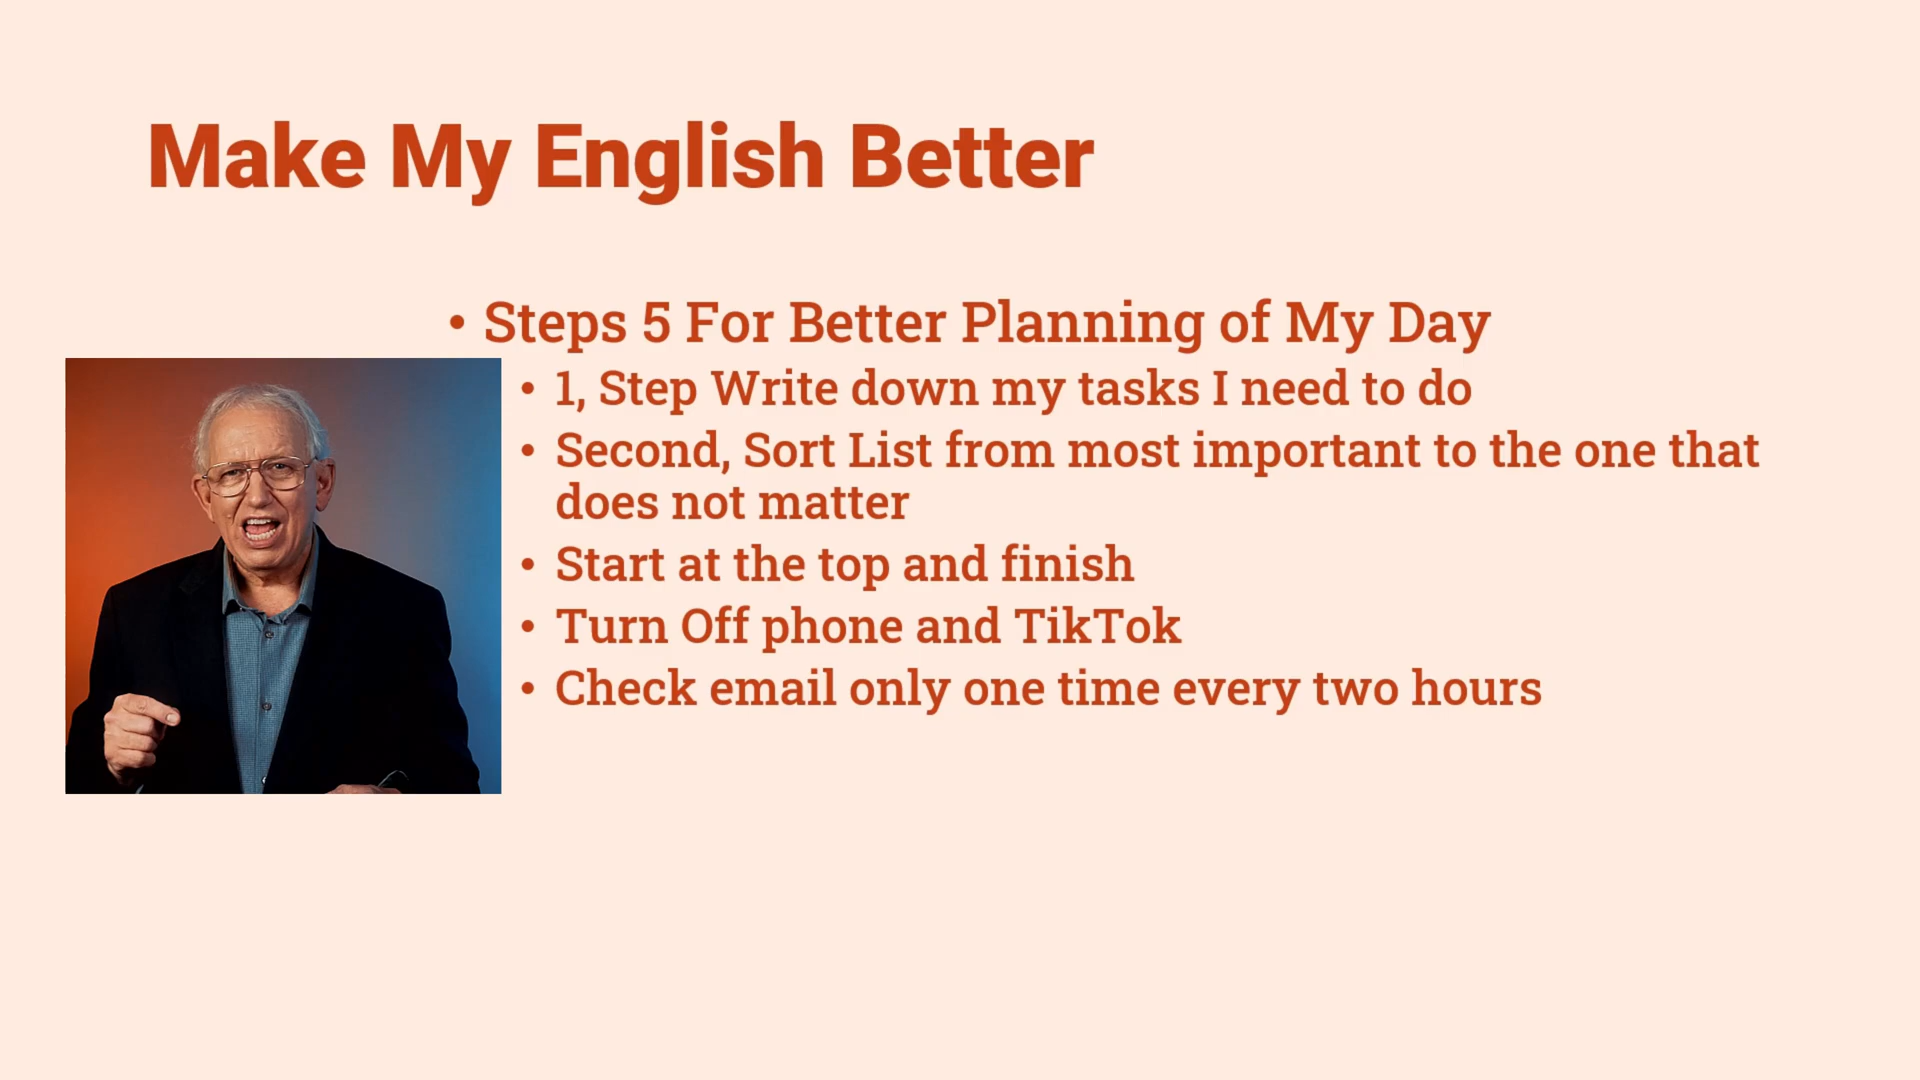 Make My English Better
• Steps 5 For Better Planning of My Day
• 1, Step Write down my tasks I need to do
• Second, Sort List from most important to the one that
does not matter
• Start at the top and finish
• Turn Off phone and TikTok
• Check email only one time every two hours